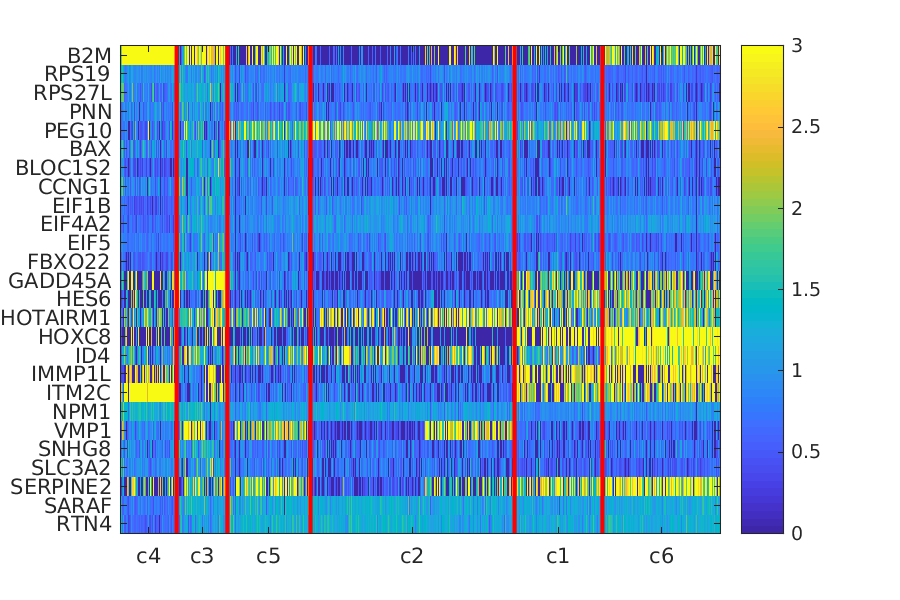 B2M
RPS19
RPS27L
PNN
PEG10
BAX
BLOC1S2
CCNG1
EIF1B
EIF4A2
EIF5
FBXO22
GADD45A
HES6
HOTAIRM1
HOXC8
ID4
IMMP1L
ITM2C
NPM1
VMP1
SNHG8
SLC3A2
SERPINE2
SARAF
RTN4
c4 c3 c5 c2 c1 c6
3
2.5
2
1.5
1
0.5
0